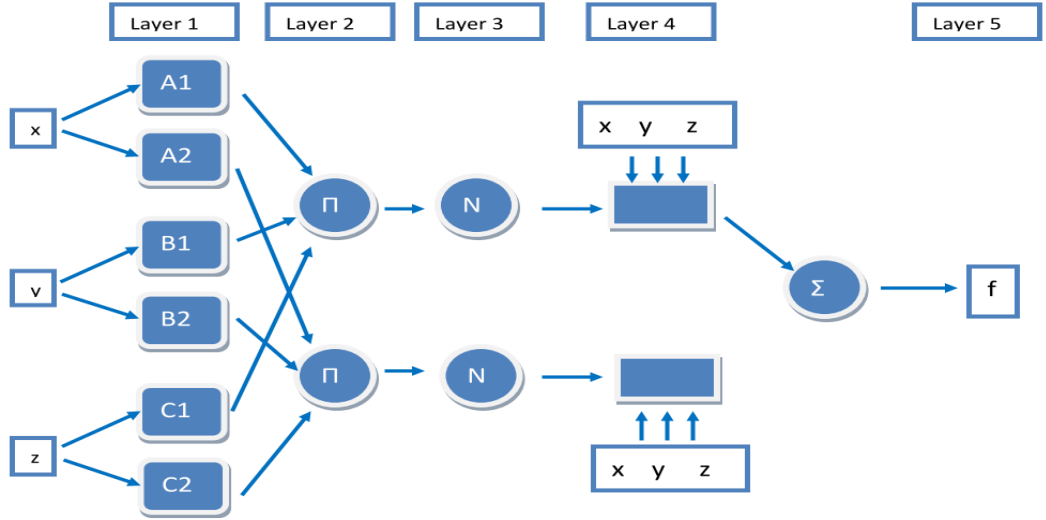 Layer 1 Layer 2 Layer 3 Layer 4 Layer 5
A1
x y z
x
A2
Π N
B1
v
B2
Σ f
Π N
C1
z
x y z
C2